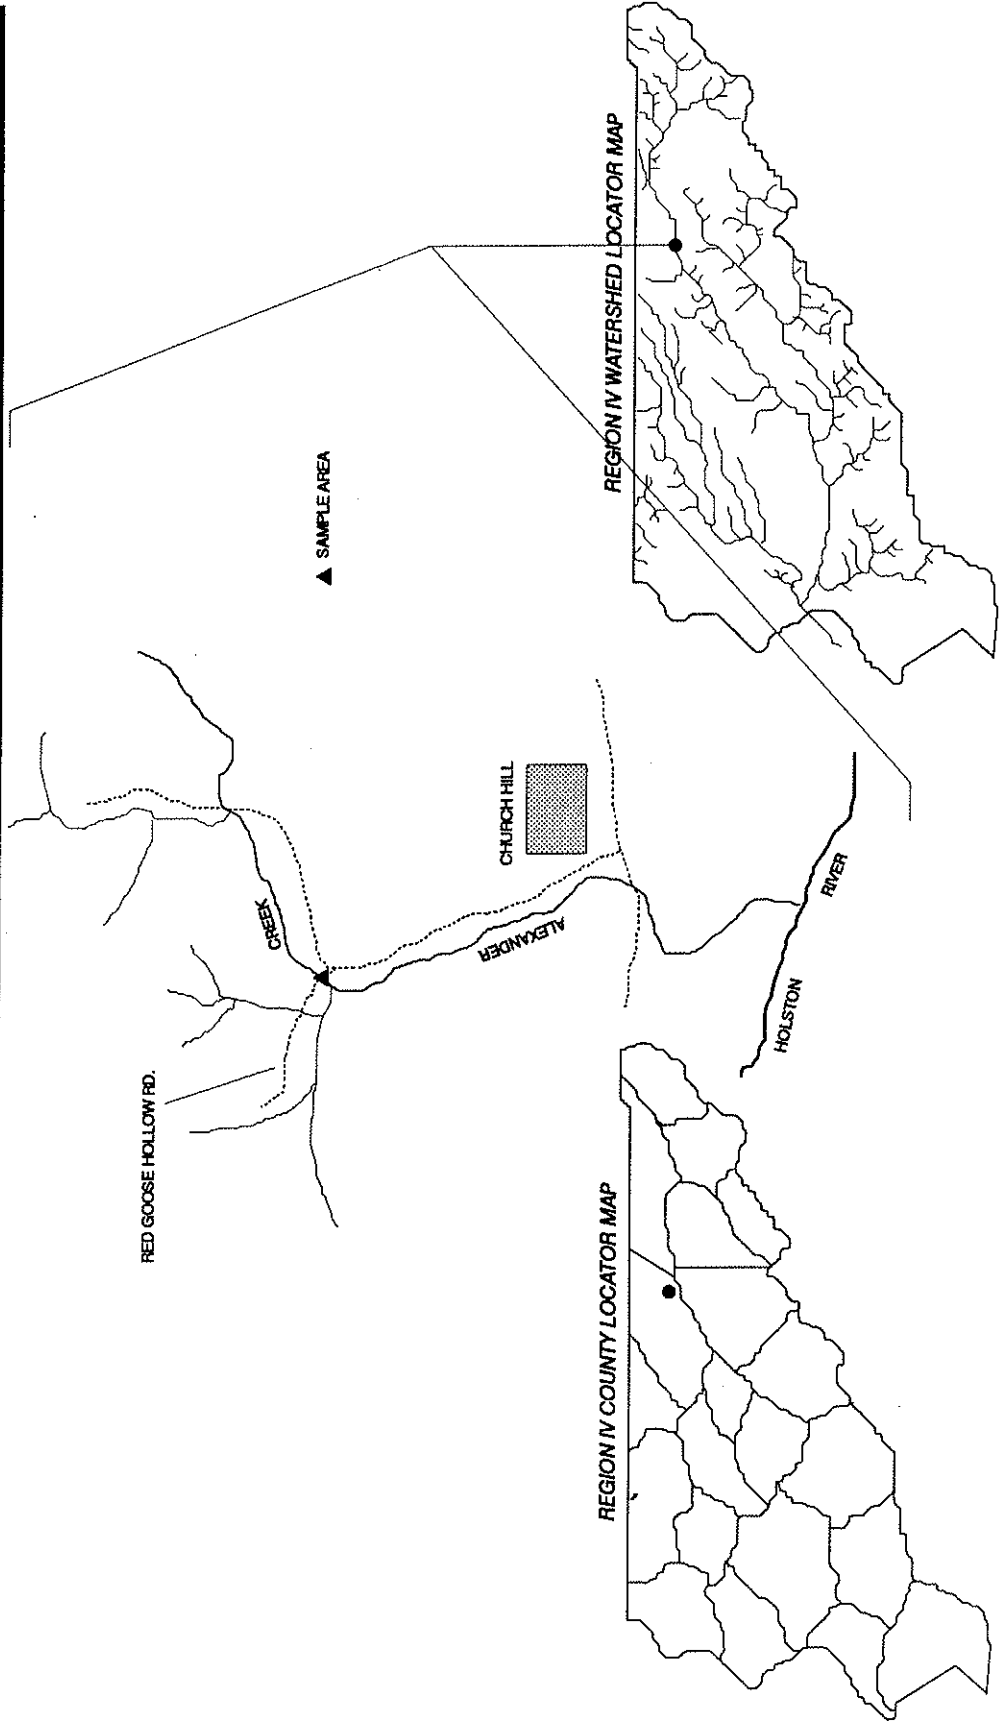 RED GOOSE HOLLOW RD.
CREEK
ALEXANDER
CHURCH HILL
▲ SAMPLE AREA
HOLSTON
RIVER
REGION IV COUNTY LOCATOR MAP
REGION IV WATERSHED LOCATOR MAP